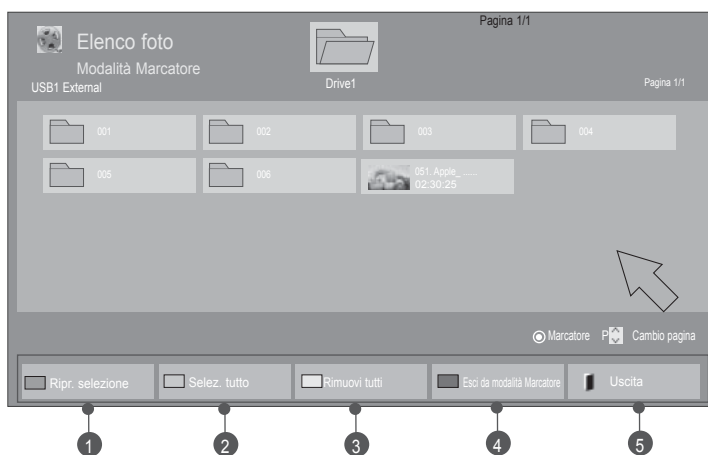 Pagina 1/1
Elenco foto
Modalità Marcatore
USB1 External
Drive1
Pagina 1/1
001
002
003
004
005
006
051. Apple_ ......
02:30:25
Marcatore
P
Cambio pagina
Ripr. selezione
Selez. tutto
Rimuovi tutti
Esci da modalità Marcatore
Uscita
1
2
3
4
5